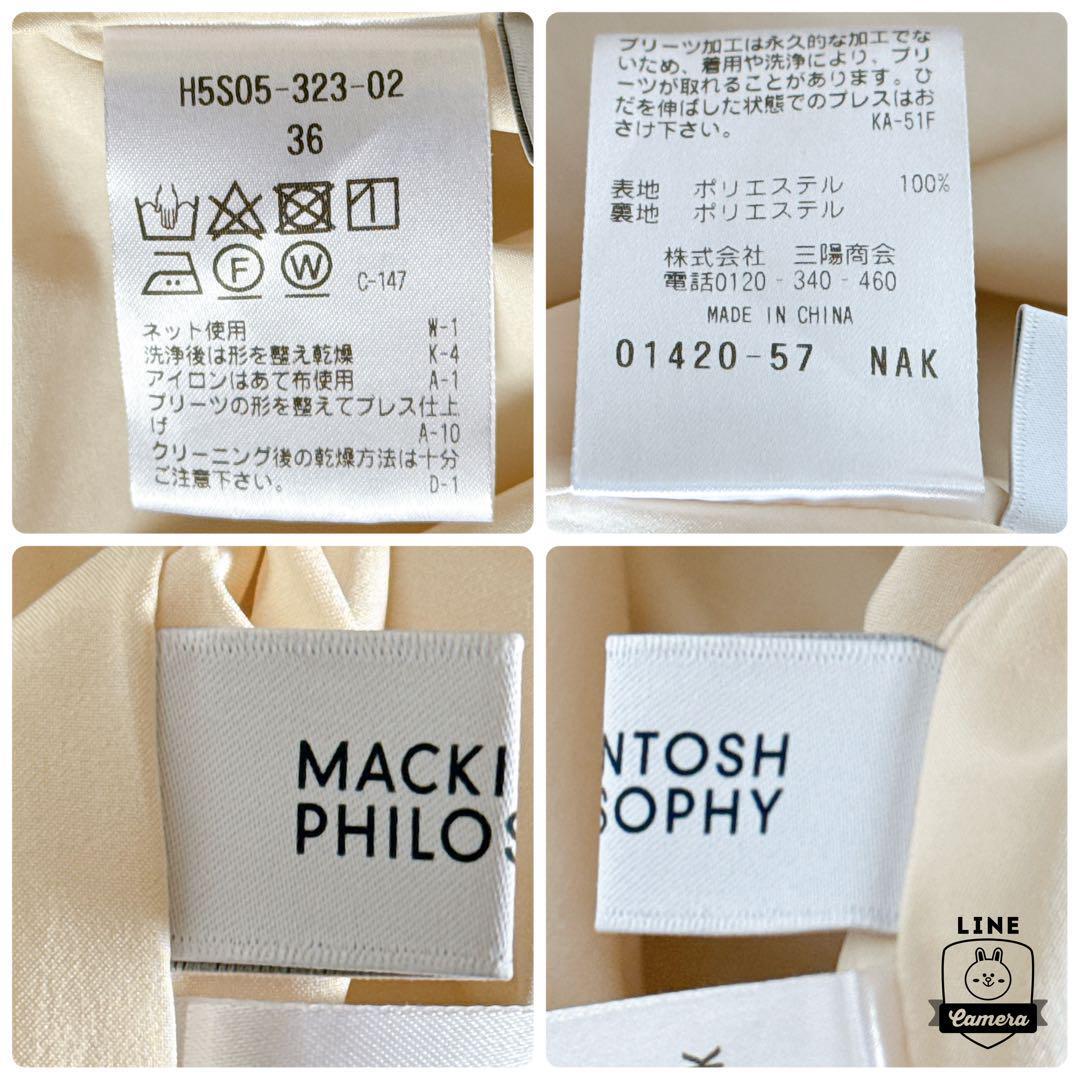 H5S05-323-02
36
F W C-147
ネット使用 W-1
洗浄後は形を整え乾燥 K-4
アイロンはあて布使用 A-1
プリーツの形を整えてプレス仕上
げ A-10
クリーニング後の乾燥方法は十分
ご注意下さい。 D-1
プリーツ加工は永久的な加工でな
いため、着用や洗浄により、プリ
ーツが取れることがあります。ひ
だを伸ばした状態でのプレスはお
さけ下さい。 KA-51F
表地 ポリエステル 100%
裏地 ポリエステル
株式会社 三陽商会
電話0120-340-460
MADE IN CHINA
01420-57 NAK
MACKI
PHILOS
NTOSH
SOPHY
K
LINE
Camera